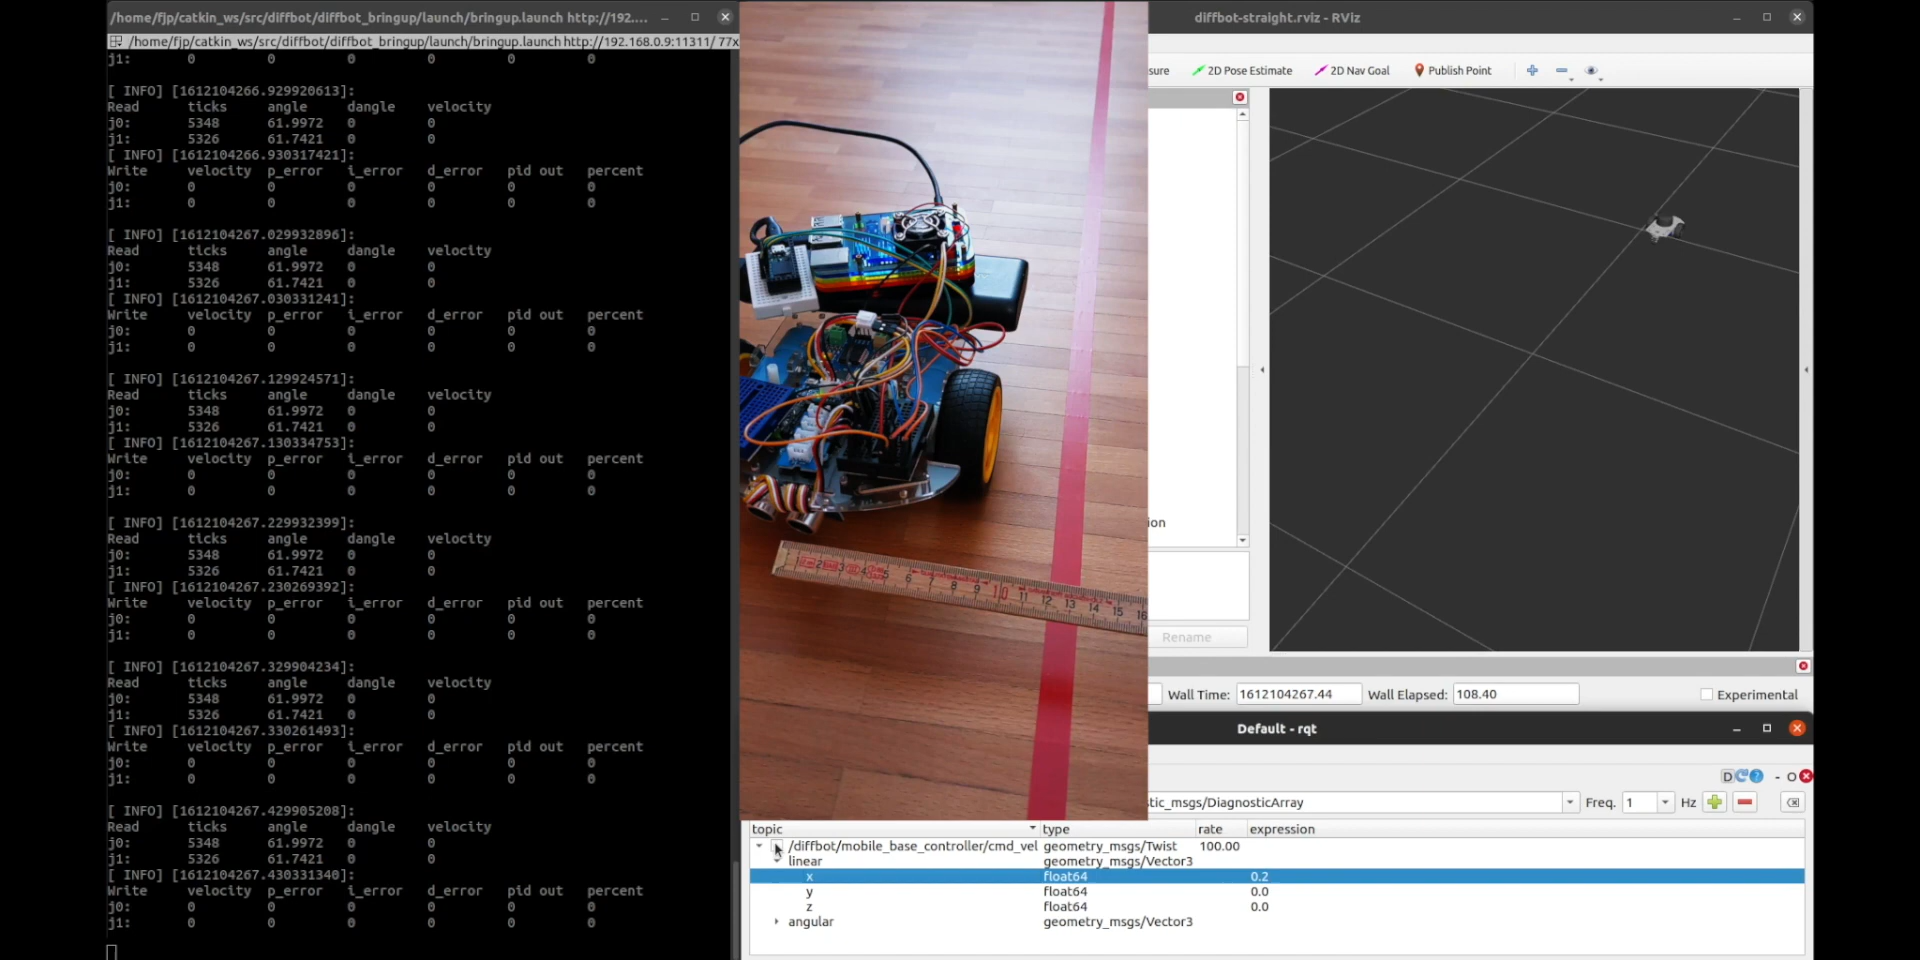 /home/fjp/catkin_ws/src/diffbot/diffbot_bringup/launch/bringup.launch http://192....
/home/fjp/catkin_ws/src/diffbot/diffbot_bringup/launch/bringup.launch http://192.168.0.9:11311/ 77x
j1: 0 0 0 0 0 0
[ INFO] [1612104266.929920613]:
Read ticks angle dangle velocity
j0: 5348 61.9972 0 0
j1: 5326 61.7421 0 0
[ INFO] [1612104266.930317421]:
Write velocity p_error i_error d_error pid out percent
j0: 0 0 0 0 0 0
j1: 0 0 0 0 0 0
[ INFO] [1612104267.029932896]:
Read ticks angle dangle velocity
j0: 5348 61.9972 0 0
j1: 5326 61.7421 0 0
[ INFO] [1612104267.030331241]:
Write velocity p_error i_error d_error pid out percent
j0: 0 0 0 0 0 0
j1: 0 0 0 0 0 0
[ INFO] [1612104267.129924571]:
Read ticks angle dangle velocity
j0: 5348 61.9972 0 0
j1: 5326 61.7421 0 0
[ INFO] [1612104267.130334753]:
Write velocity p_error i_error d_error pid out percent
j0: 0 0 0 0 0 0
j1: 0 0 0 0 0 0
[ INFO] [1612104267.229932399]:
Read ticks angle dangle velocity
j0: 5348 61.9972 0 0
j1: 5326 61.7421 0 0
[ INFO] [1612104267.230269392]:
Write velocity p_error i_error d_error pid out percent
j0: 0 0 0 0 0 0
j1: 0 0 0 0 0 0
[ INFO] [1612104267.329904234]:
Read ticks angle dangle velocity
j0: 5348 61.9972 0 0
j1: 5326 61.7421 0 0
[ INFO] [1612104267.330261493]:
Write velocity p_error i_error d_error pid out percent
j0: 0 0 0 0 0 0
j1: 0 0 0 0 0 0
[ INFO] [1612104267.429905208]:
Read ticks angle dangle velocity
j0: 5348 61.9972 0 0
j1: 5326 61.7421 0 0
[ INFO] [1612104267.430331340]:
Write velocity p_error i_error d_error pid out percent
j0: 0 0 0 0 0 0
j1: 0 0 0 0 0 0
2 3 4 5 6 7 8 9 10 11 12 13 14 15 16
diffbot-straight.rviz - RViz
sure 2D Pose Estimate 2D Nav Goal Publish Point
ion
Rename
Wall Time: 1612104267.44 Wall Elapsed: 108.40 Experimental
Default - rqt
D - O
stic_msgs/DiagnosticArray Freq. 1 Hz
topic type rate expression
/diffbot/mobile_base_controller/cmd_vel geometry_msgs/Twist 100.00
linear geometry_msgs/Vector3
x float64 0.2
y float64 0.0
z float64 0.0
angular geometry_msgs/Vector3